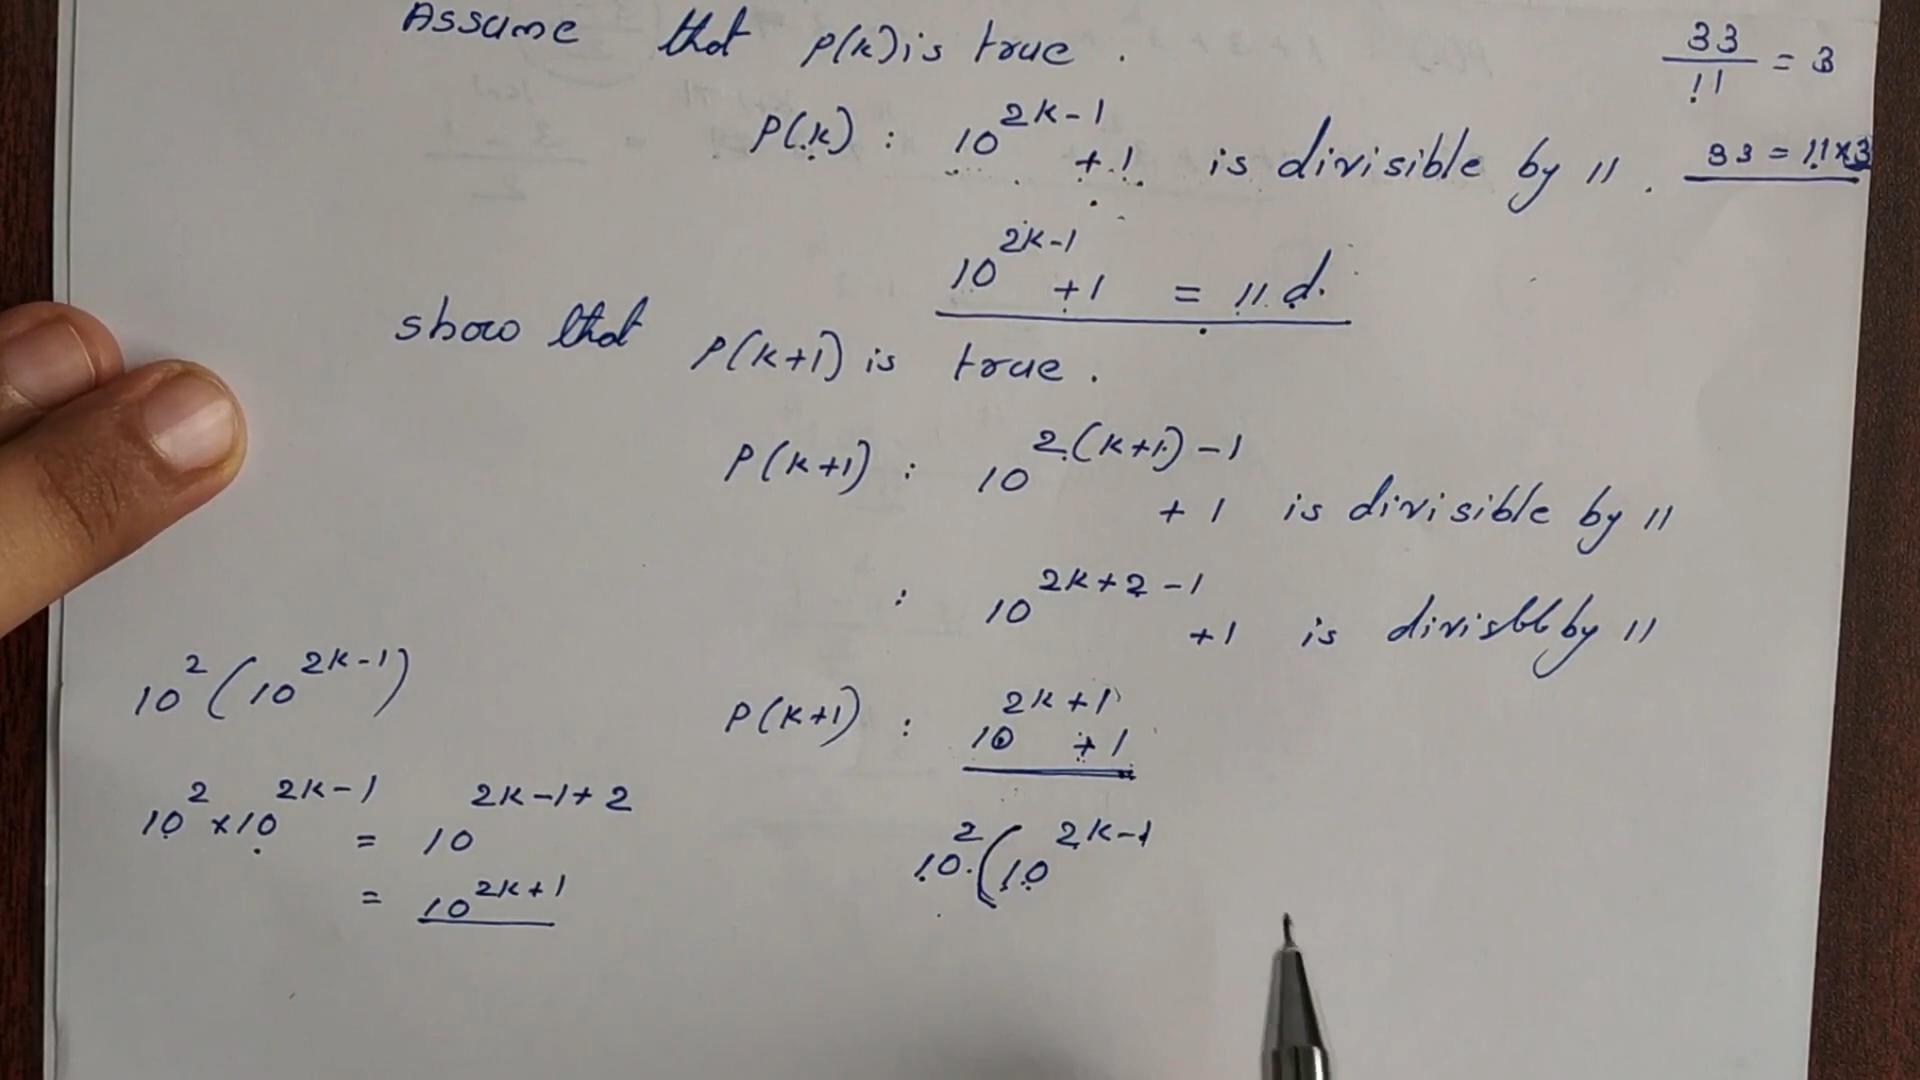 Assume that P(k) is true .
33/11 = 3
P(k) : 10^{2k-1} + 1 is divisible by 11 .
33 = 11×3
10^{2k-1} + 1 = 11 d.
show that P(k+1) is true .
P(k+1) : 10^{2(k+1)-1} + 1 is divisible by 11
: 10^{2k+2-1} + 1 is divisble by 11
10^2 (10^{2k-1})
P(k+1) : 10^{2k+1} + 1
10^2 × 10^{2k-1} = 10^{2k-1+2}
= 10^{2k+1}
10^2 (10^{2k-1}